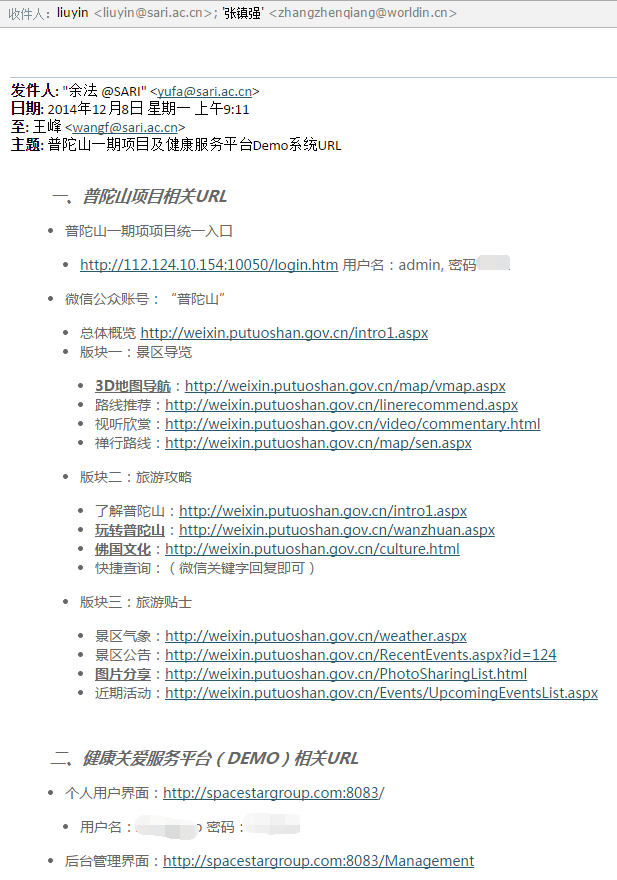 收件人: liuyin <liuyin@sari.ac.cn>; '张镇强' <zhangzhenqiang@worldin.cn>
发件人: "余法 @SARI" <yufa@sari.ac.cn>
日期: 2014年12月8日 星期一 上午9:11
至: 王峰 <wangf@sari.ac.cn>
主题: 普陀山一期项目及健康服务平台Demo系统URL
一、普陀山项目相关URL
• 普陀山一期项项目统一入口
• http://112.124.10.154:10050/login.htm 用户名：admin, 密码
• 微信公众账号：“普陀山”
• 总体概览 http://weixin.putuoshan.gov.cn/intro1.aspx
• 版块一：景区导览
• 3D地图导航：http://weixin.putuoshan.gov.cn/map/vmap.aspx
• 路线推荐：http://weixin.putuoshan.gov.cn/linerecommend.aspx
• 视听欣赏：http://weixin.putuoshan.gov.cn/video/commentary.html
• 禅行路线：http://weixin.putuoshan.gov.cn/map/sen.aspx
• 版块二：旅游攻略
• 了解普陀山：http://weixin.putuoshan.gov.cn/intro1.aspx
• 玩转普陀山：http://weixin.putuoshan.gov.cn/wanzhuan.aspx
• 佛国文化：http://weixin.putuoshan.gov.cn/culture.html
• 快捷查询：（微信关键字回复即可）
• 版块三：旅游贴士
• 景区气象：http://weixin.putuoshan.gov.cn/weather.aspx
• 景区公告：http://weixin.putuoshan.gov.cn/RecentEvents.aspx?id=124
• 图片分享：http://weixin.putuoshan.gov.cn/PhotoSharingList.html
• 近期活动：http://weixin.putuoshan.gov.cn/Events/UpcomingEventsList.aspx
二、健康关爱服务平台（DEMO）相关URL
• 个人用户界面：http://spacestargroup.com:8083/
• 用户名： 密码：
• 后台管理界面：http://spacestargroup.com:8083/Management